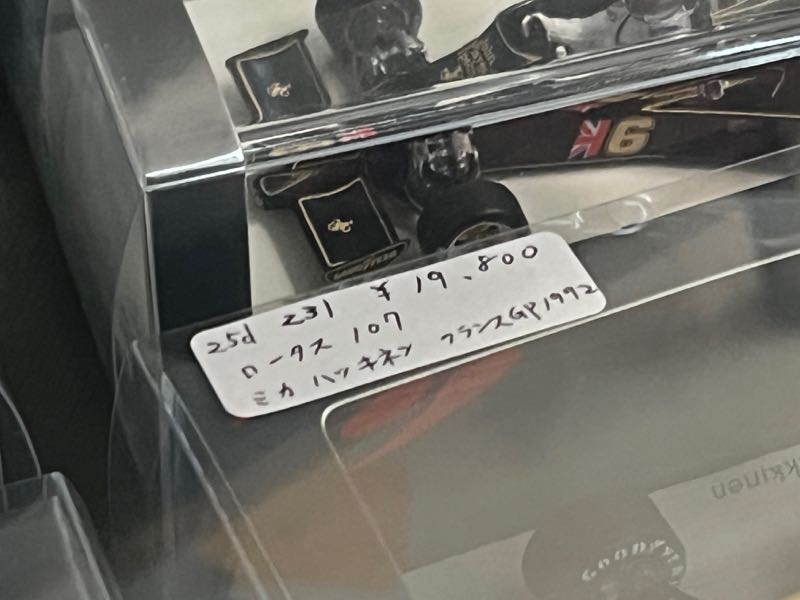 25d 231 ¥19.800
ロータス 107
ミカ ハッキネン フランスGP1992
GOODYEAR